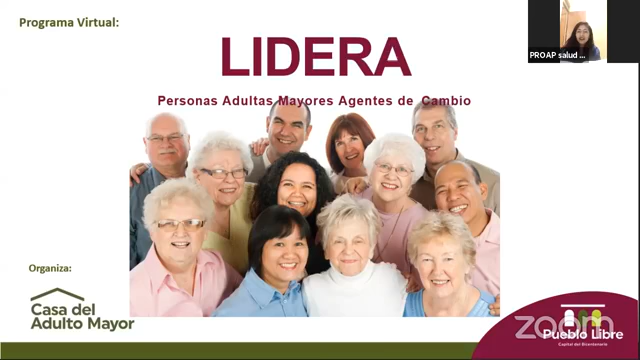 Programa Virtual:
LIDERA
Personas Adultas Mayores Agentes de Cambio
PROAP salud ...
Organiza:
Casa del
Adulto Mayor
zoom
Pueblo Libre
Capital del Bicentenario